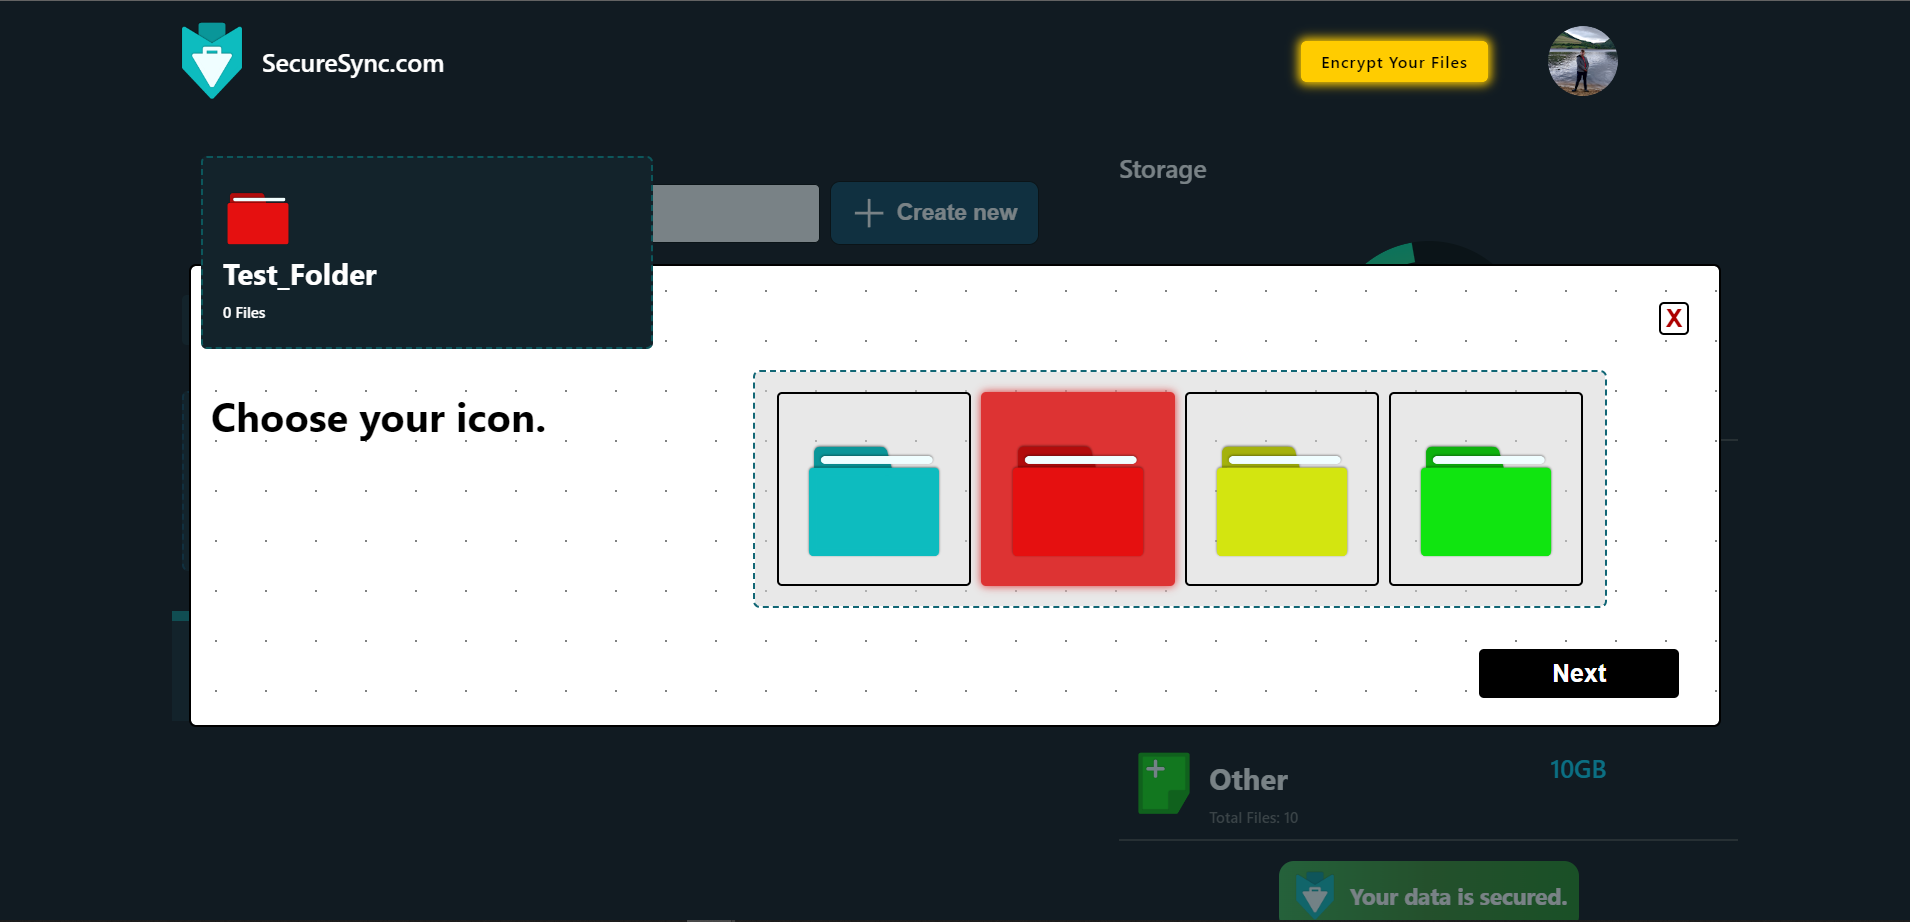 SecureSync.com
Encrypt Your Files
Storage
Create new
Test_Folder
0 Files
X
Choose your icon.
Next
Other
10GB
Total Files: 10
Your data is secured.